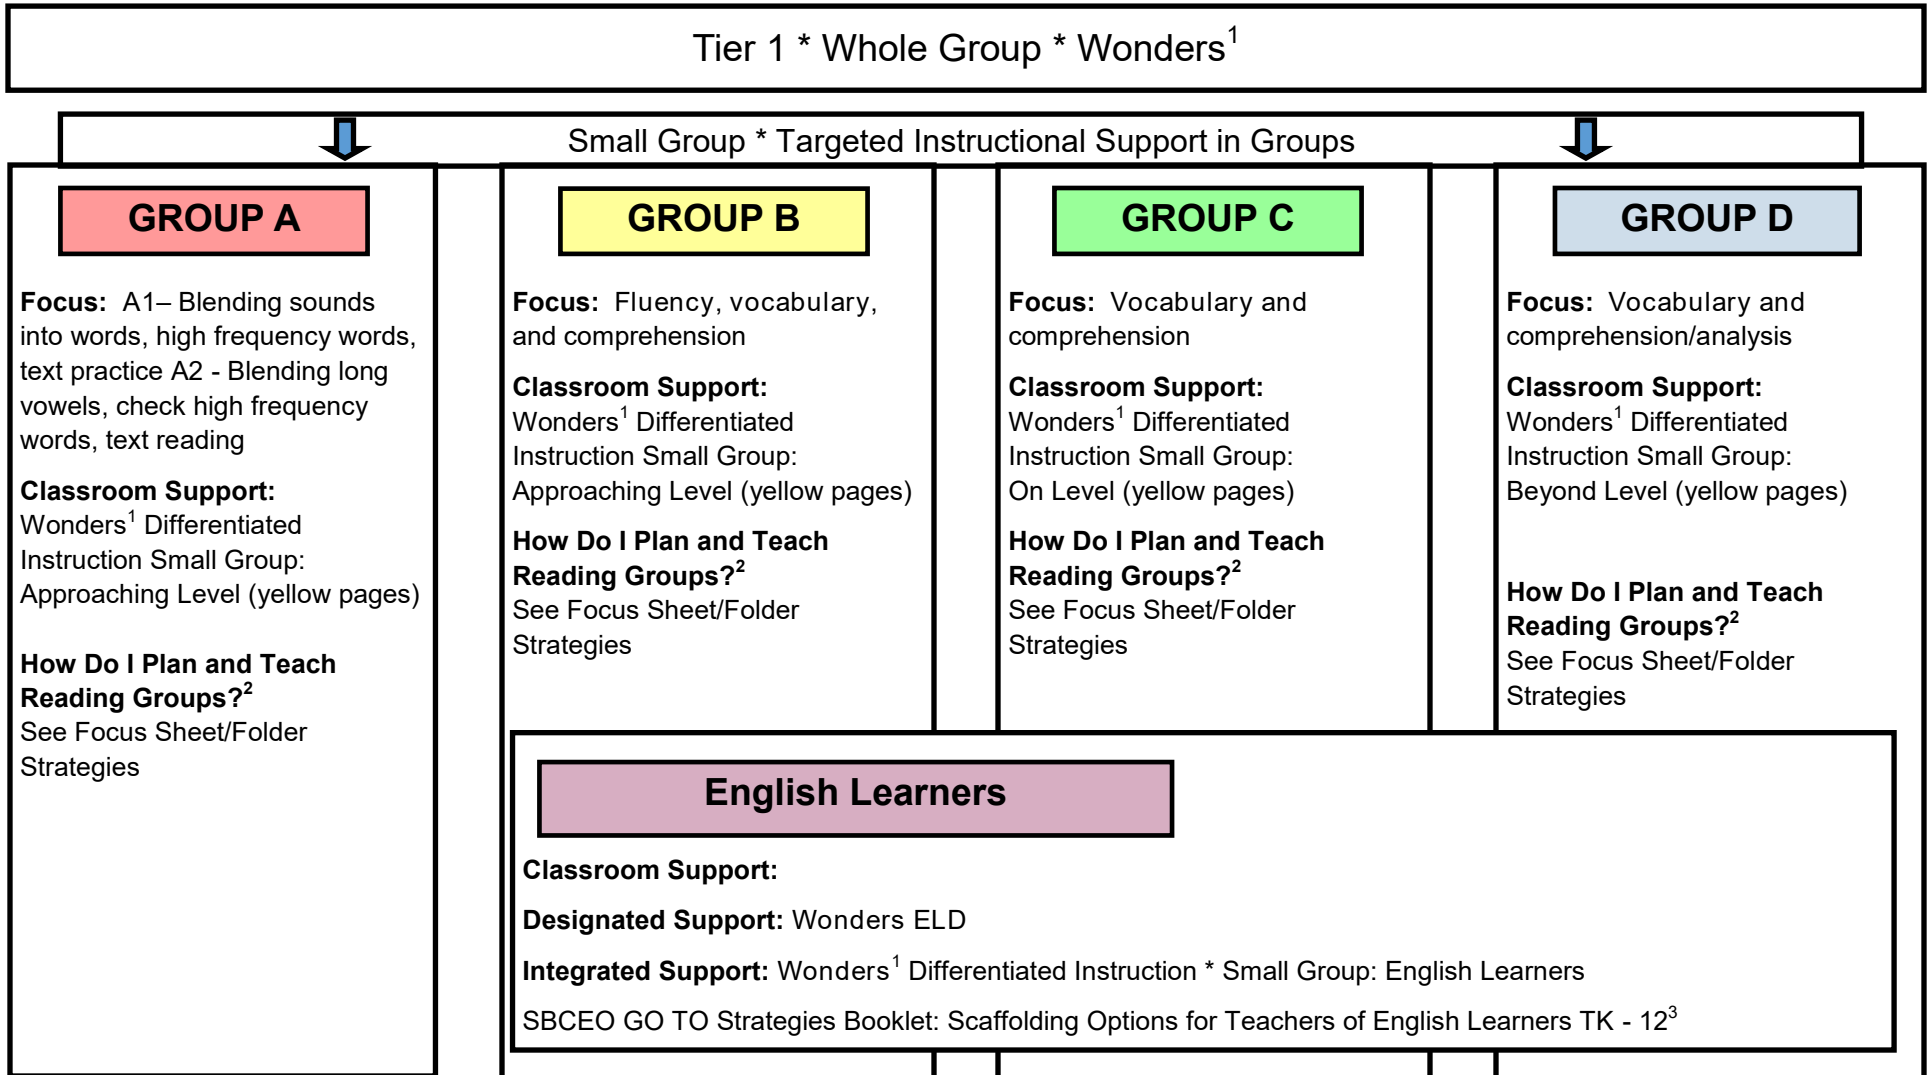 Tier 1 * Whole Group * Wonders1
Small Group * Targeted Instructional Support in Groups
GROUP A
Focus: A1– Blending sounds
into words, high frequency words,
text practice A2 - Blending long
vowels, check high frequency
words, text reading
Classroom Support:
Wonders1 Differentiated
Instruction Small Group:
Approaching Level (yellow pages)
How Do I Plan and Teach
Reading Groups?2
See Focus Sheet/Folder
Strategies
GROUP B
Focus: Fluency, vocabulary,
and comprehension
Classroom Support:
Wonders1 Differentiated
Instruction Small Group:
Approaching Level (yellow pages)
How Do I Plan and Teach
Reading Groups?2
See Focus Sheet/Folder
Strategies
GROUP C
Focus: Vocabulary and
comprehension
Classroom Support:
Wonders1 Differentiated
Instruction Small Group:
On Level (yellow pages)
How Do I Plan and Teach
Reading Groups?2
See Focus Sheet/Folder
Strategies
GROUP D
Focus: Vocabulary and
comprehension/analysis
Classroom Support:
Wonders1 Differentiated
Instruction Small Group:
Beyond Level (yellow pages)
How Do I Plan and Teach
Reading Groups?2
See Focus Sheet/Folder
Strategies
English Learners
Classroom Support:
Designated Support: Wonders ELD
Integrated Support: Wonders1 Differentiated Instruction * Small Group: English Learners
SBCEO GO TO Strategies Booklet: Scaffolding Options for Teachers of English Learners TK - 123